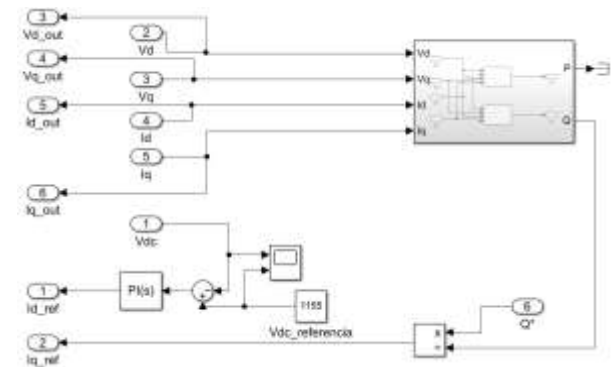 3
Vd_out
2
Vd
4
Vq_out
3
Vq
5
Id_out
4
Id
5
Iq
6
Iq_out
Vd
Vq
Id
Iq
P
Q
1
Vdc
1
Id_ref
PI(s)
1155
Vdc_referencia
2
Iq_ref
6
Q*